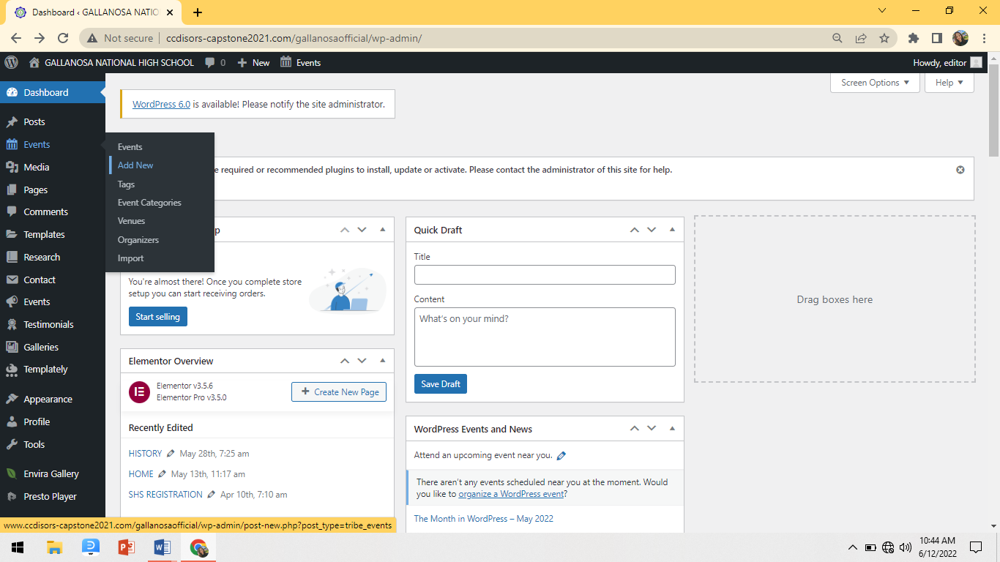 Dashboard ‹ GALLANOSA NATIO
Not secure
ccdisors-capstone2021.com/gallanosaofficial/wp-admin/
GALLANOSA NATIONAL HIGH SCHOOL 0 New Events
Howdy, editor
Dashboard
Posts
Events
Media
Pages
Comments
Templates
Research
Contact
Events
Testimonials
Galleries
Templately
Appearance
Profile
Tools
Envira Gallery
Presto Player
Events
Add New
Tags
Event Categories
Venues
Organizers
Import
Screen Options
Help
WordPress 6.0 is available! Please notify the site administrator.
required or recommended plugins to install, update or activate. Please contact the administrator of this site for help.
You're almost there! Once you complete store
setup you can start receiving orders.
Start selling
Elementor Overview
Elementor v3.5.6
Elementor Pro v3.5.0
Create New Page
Recently Edited
HISTORY May 28th, 7:25 am
HOME May 13th, 11:17 am
SHS REGISTRATION Apr 10th, 7:10 am
Quick Draft
Title
Content
What's on your mind?
Save Draft
WordPress Events and News
Attend an upcoming event near you.
There aren't any events scheduled near you at the moment. Would
you like to organize a WordPress event?
The Month in WordPress – May 2022
Drag boxes here
www.ccdisors-capstone2021.com/gallanosaofficial/wp-admin/post-new.php?post_type=tribe_events
10:44 AM
6/12/2022